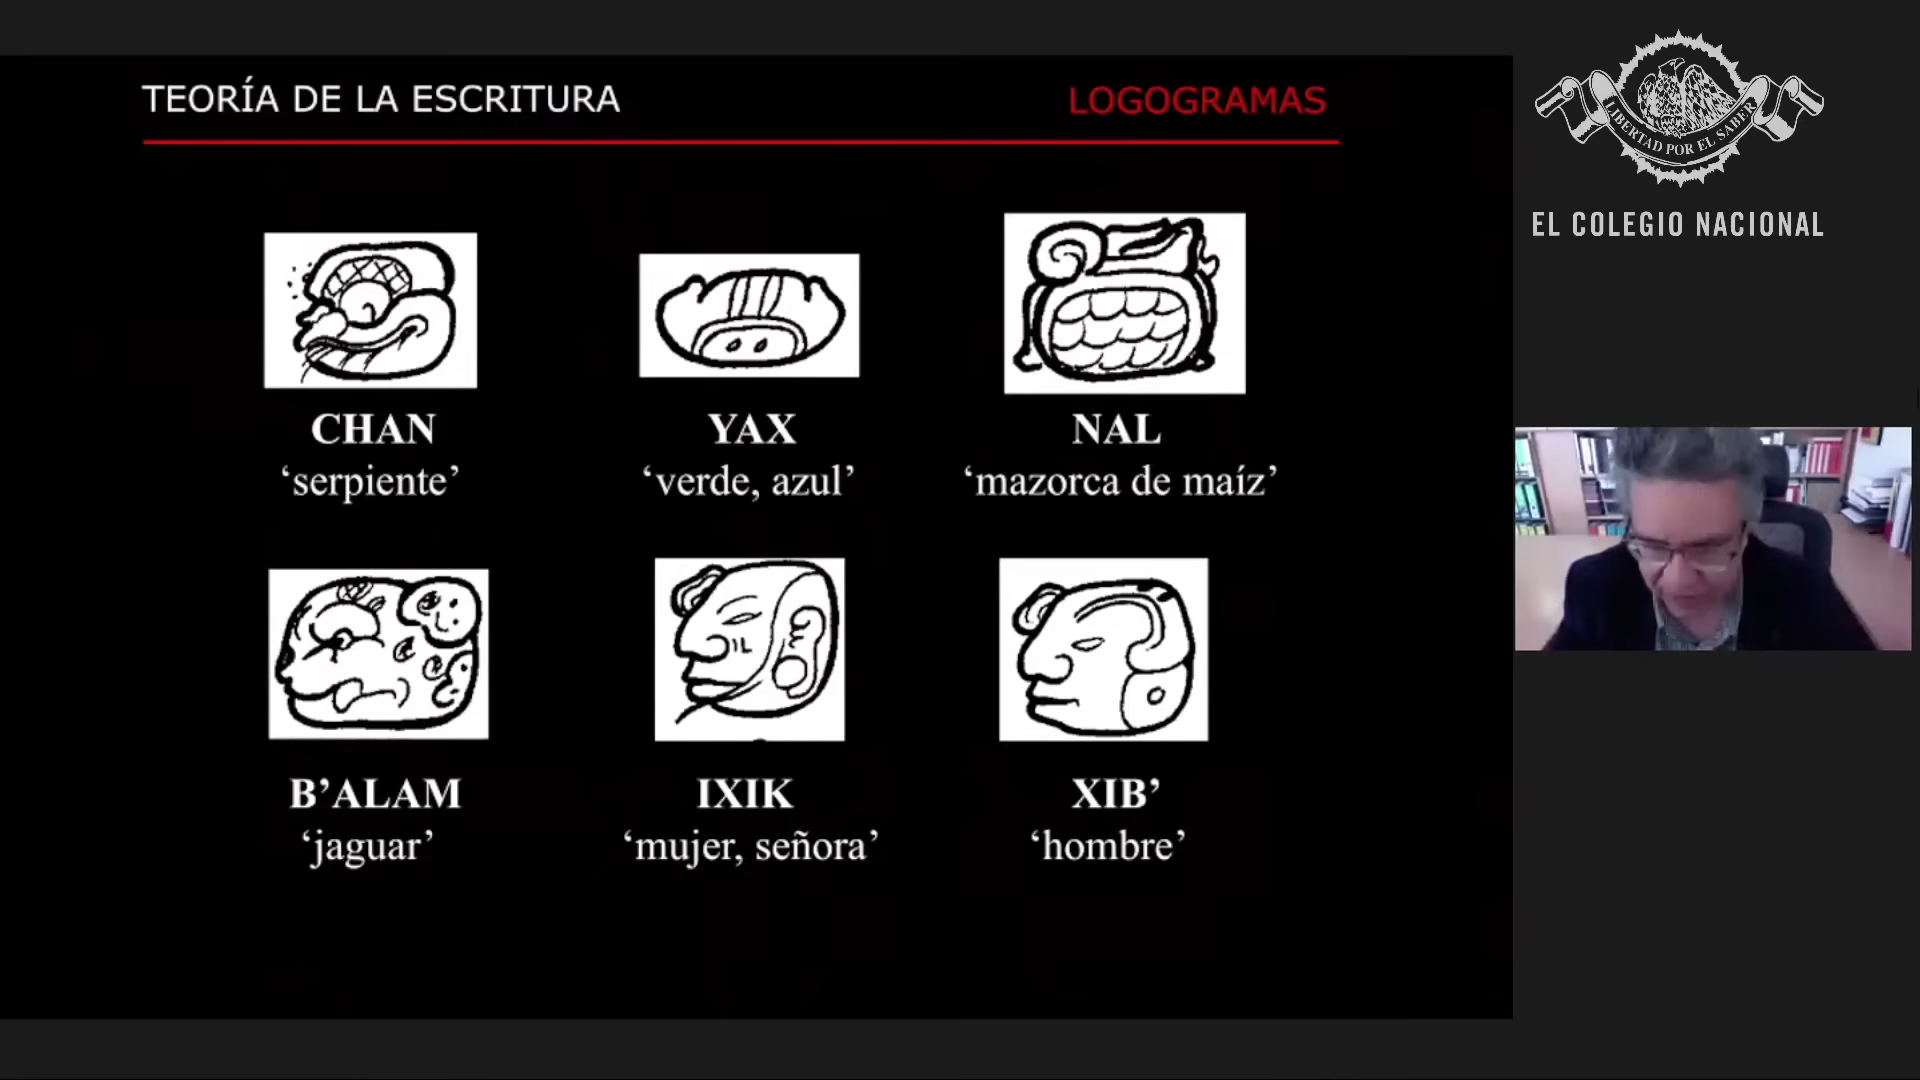 TEORÍA DE LA ESCRITURA
LOGOGRAMAS
LIBERTAD POR EL SABER
EL COLEGIO NACIONAL
CHAN
‘serpiente’
YAX
‘verde, azul’
NAL
‘mazorca de maíz’
B’ALAM
‘jaguar’
IXIK
‘mujer, señora’
XIB’
‘hombre’